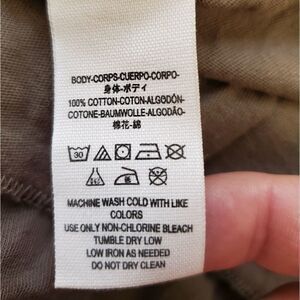 BODY-CORPS-CUERPO-CORPO-
身体-ボディ
100% COTTON-COTON-ALGODÓN-
COTONE-BAUMWOLLE-ALGODÃO-
棉花-綿
30
MACHINE WASH COLD WITH LIKE
COLORS
USE ONLY NON-CHLORINE BLEACH
TUMBLE DRY LOW
LOW IRON AS NEEDED
DO NOT DRY CLEAN